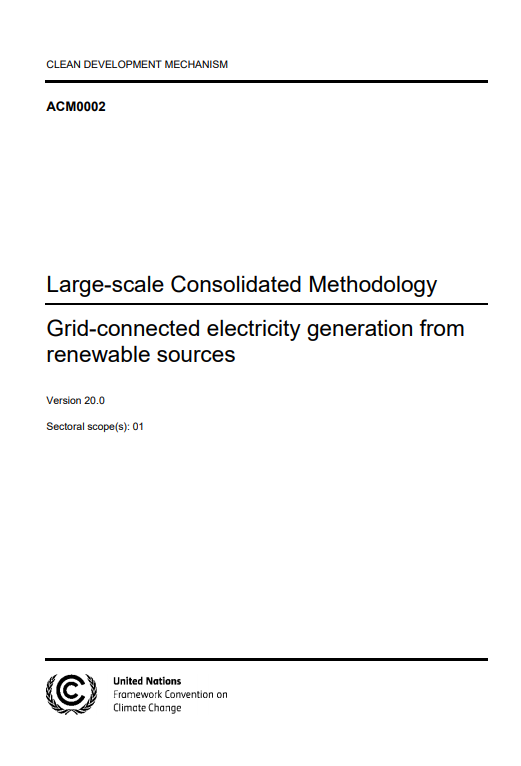 CLEAN DEVELOPMENT MECHANISM
ACM0002
Large-scale Consolidated Methodology
Grid-connected electricity generation from
renewable sources
Version 20.0
Sectoral scope(s): 01
United Nations
Framework Convention on
Climate Change